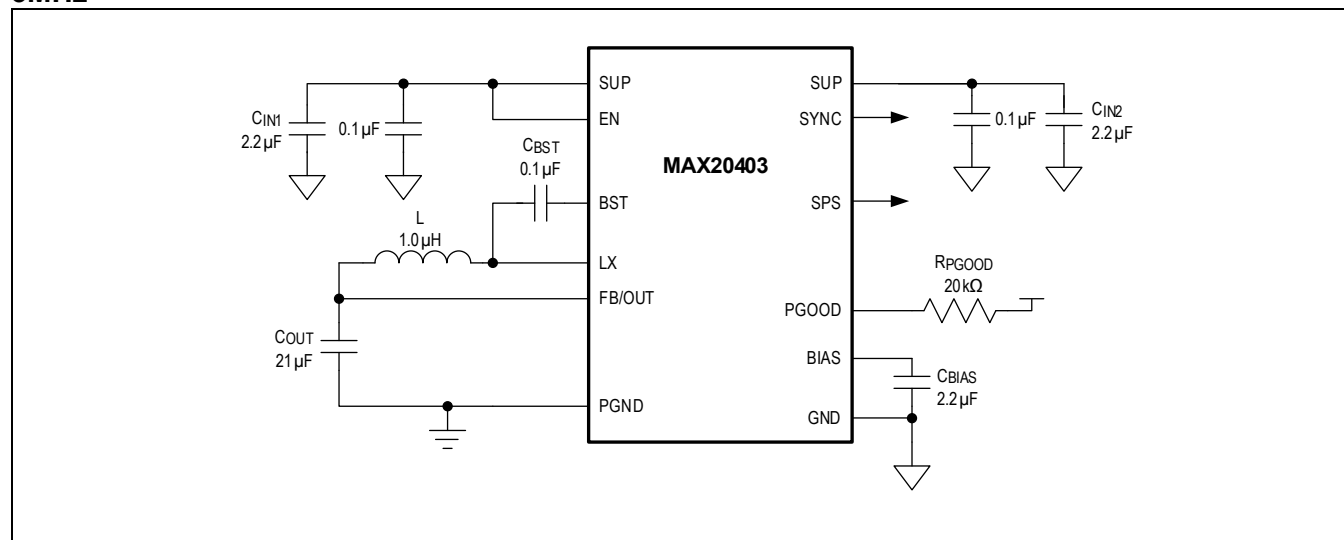 SUP
EN
BST
LX
FB/OUT
PGND
MAX20403
SUP
SYNC
SPS
PGOOD
BIAS
GND
CIN1
2.2µF
0.1µF
CBST
0.1µF
L
1.0µH
COUT
21µF
0.1µF
CIN2
2.2µF
RPGOOD
20kΩ
CBIAS
2.2µF